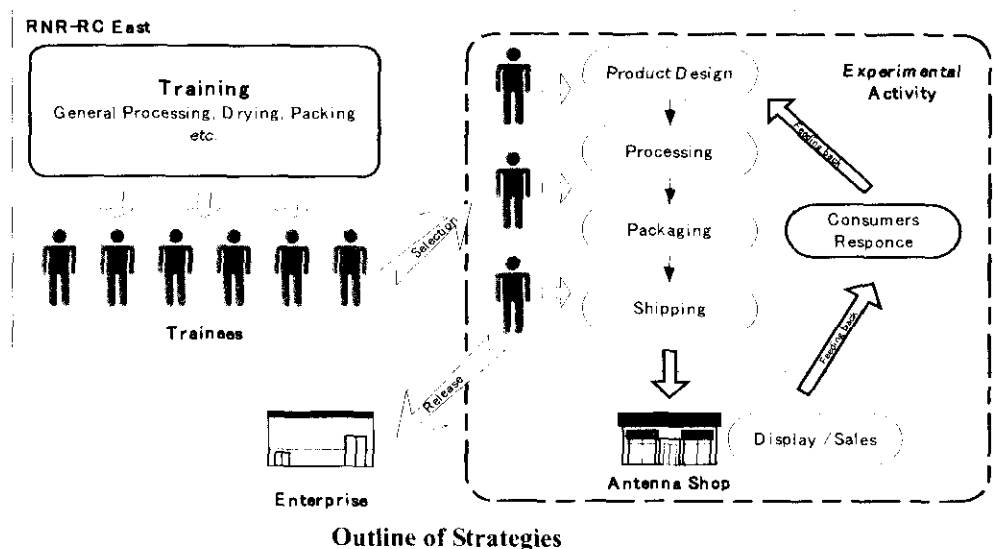 RNR-RC East
Training
General Processing, Drying, Packing
etc.
Trainees
Selection
Release
Enterprise
Experimental
Activity
Product Design
Processing
Packaging
Shipping
Feeding back
Consumers
Responce
Feeding back
Display / Sales
Antenna Shop
Outline of Strategies